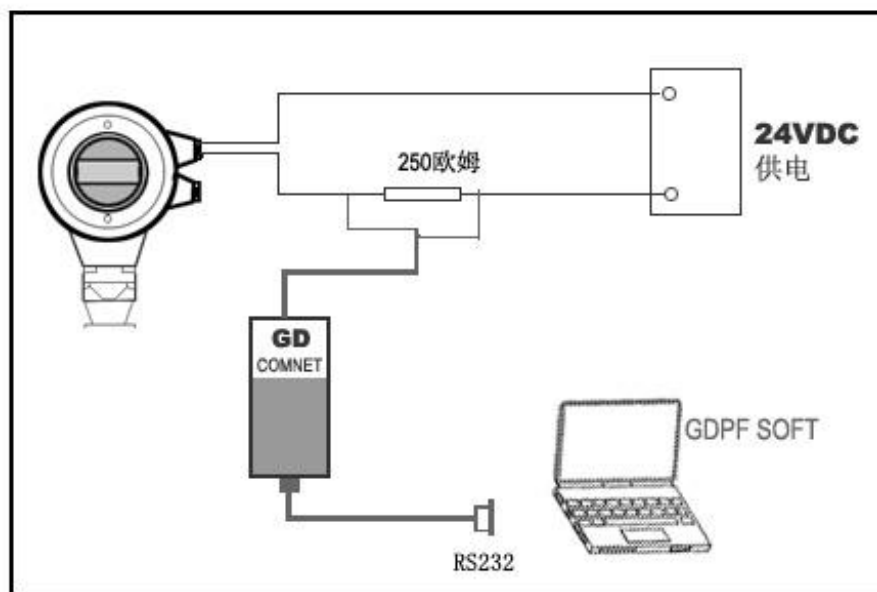 24VDC
供电
250欧姆
GD
COMNET
GDPF SOFT
RS232